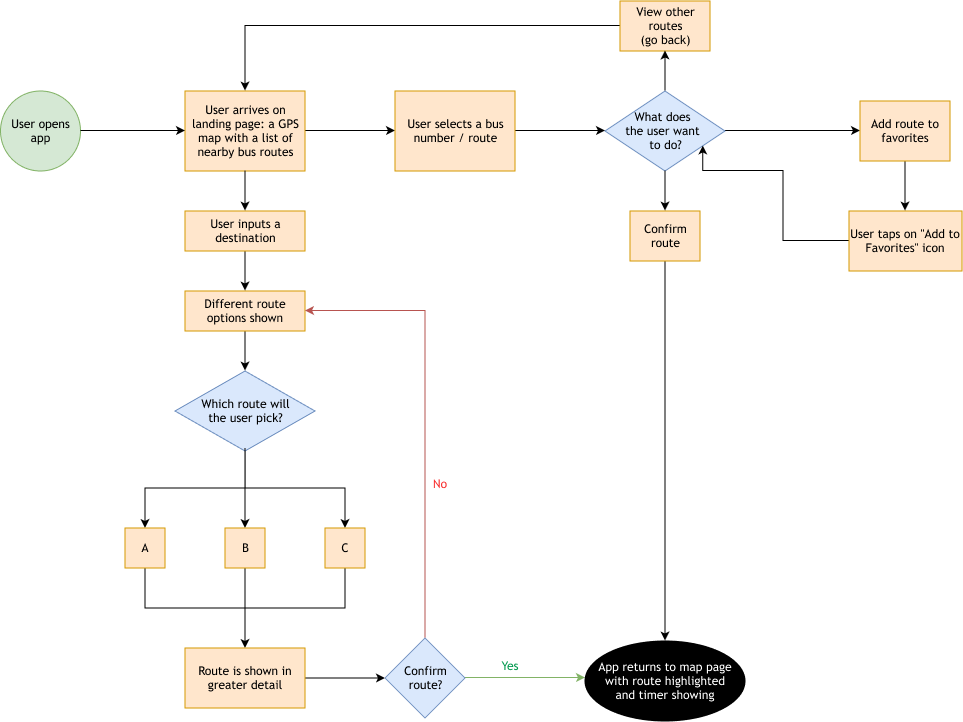 View other
routes
(go back)
User opens
app
User arrives on
landing page: a GPS
map with a list of
nearby bus routes
User selects a bus
number / route
What does
the user want
to do?
Add route to
favorites
User inputs a
destination
Confirm
route
User taps on "Add to
Favorites" icon
Different route
options shown
Which route will
the user pick?
No
A
B
C
Route is shown in
greater detail
Confirm
route?
Yes
App returns to map page
with route highlighted
and timer showing